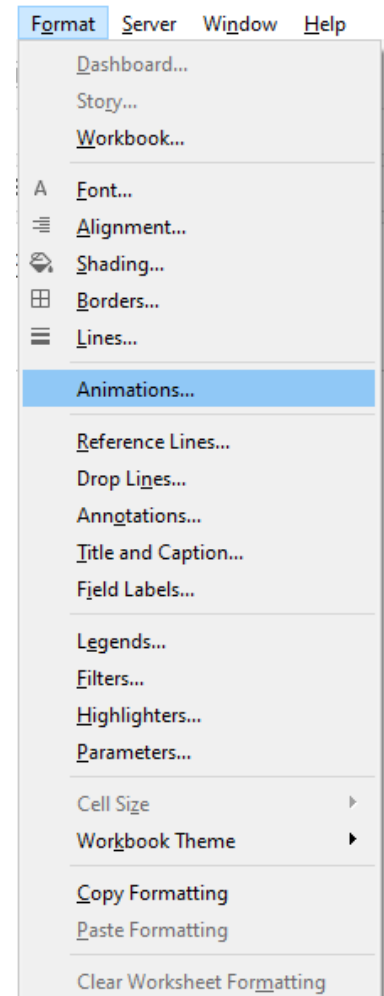 Format Server Window Help
Dashboard...
Story...
Workbook...
A Font...
Alignment...
Shading...
Borders...
Lines...
Animations...
Reference Lines...
Drop Lines...
Annotations...
Title and Caption...
Field Labels...
Legends...
Filters...
Highlighters...
Parameters...
Cell Size
Workbook Theme
Copy Formatting
Paste Formatting
Clear Worksheet Formatting